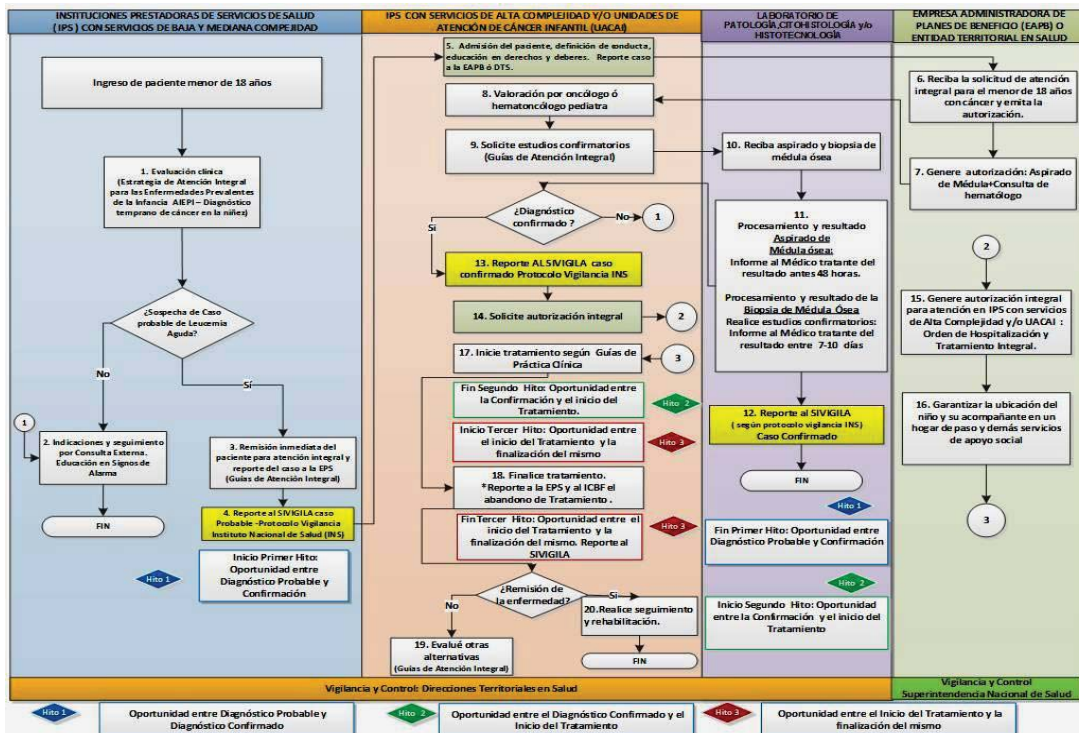 INSTITUCIONES PRESTADORAS DE SERVICIOS DE SALUD
( IPS ) CON SERVICIOS DE BAJA Y MEDIANA COMPEJIDAD
Ingreso de paciente menor de 18 años
1. Evaluación clínica
(Estrategia de Atención Integral
para las Enfermedades Prevalentes
de la Infancia AIEPI – Diagnóstico
temprano de cáncer en la niñez)
¿Sospecha de Caso
probable de Leucemia
Aguda?
No
Sí
1
2. Indicaciones y seguimiento
por Consulta Externa.
Educación en Signos de
Alarma
FIN
3. Remisión inmediata del
paciente para atención integral y
reporte del caso a la EPS
(Guías de Atención Integral)
4. Reporte al SIVIGILA caso
Probable -Protocolo Vigilancia
Instituto Nacional de Salud (INS)
Hito 1
Inicio Primer Hito:
Oportunidad entre
Diagnóstico Probable y
Confirmación
IPS CON SERVICIOS DE ALTA COMPLEJIDAD Y/O UNIDADES DE
ATENCIÓN DE CÁNCER INFANTIL (UACAI)
5. Admisión del paciente, definición de conducta,
educación en derechos y deberes. Reporte caso
a la EAPB ó DTS.
8. Valoración por oncólogo ó
hematoncólogo pediatra
9. Solicite estudios confirmatorios
(Guías de Atención Integral)
¿Diagnóstico
confirmado ?
No
1
Si
13. Reporte AL SIVIGILA caso
confirmado Protocolo Vigilancia INS
14. Solicite autorización integral
2
17. Inicie tratamiento según Guías de
Práctica Clínica
3
Fin Segundo Hito: Oportunidad entre
la Confirmación y el inicio del
Tratamiento.
Hito 2
Inicio Tercer Hito: Oportunidad entre
el inicio del Tratamiento y la
finalización del mismo
Hito 3
18. Finalice tratamiento.
*Reporte a la EPS y al ICBF el
abandono de Tratamiento .
Fin Tercer Hito: Oportunidad entre el
inicio del Tratamiento y la
finalización del mismo. Reporte al
SIVIGILA
Hito 3
¿Remisión de
la enfermedad?
No
Si
19. Evalué otras
alternativas
(Guías de Atención Integral)
20.Realice seguimiento
y rehabilitación.
FIN
LABORATORIO DE
PATOLOGÍA,CITOHISTOLOGÍA y/o
HISTOTECNOLOGÍA
10. Reciba aspirado y biopsia de
médula ósea
11.
Procesamiento y resultado
Aspirado de
Médula ósea:
Informe al Médico tratante del
resultado antes 48 horas.
Procesamiento y resultado de la
Biopsia de Médula Ósea
Realice estudios confirmatorios:
Informe al Médico tratante del
resultado entre 7-10 días
12. Reporte al SIVIGILA
( según protocolo vigilancia INS)
Caso Confirmado
FIN
Hito 1
Fin Primer Hito: Oportunidad entre
Diagnóstico Probable y Confirmación
Hito 2
Inicio Segundo Hito: Oportunidad
entre la Confirmación y el inicio del
Tratamiento
EMPRESA ADMINISTRADORA DE
PLANES DE BENEFICIO (EAPB) O
ENTIDAD TERRITORIAL EN SALUD
6. Reciba la solicitud de atención
integral para el menor de 18 años
con cáncer y emita la
autorización.
7. Genere autorización: Aspirado
de Médula+Consulta de
hematólogo
2
15. Genere autorización integral
para atención en IPS con servicios
de Alta Complejidad y/o UACAI :
Orden de Hospitalización y
Tratamiento Integral.
16. Garantizar la ubicación del
niño y su acompañante en un
hogar de paso y demás servicios
de apoyo social
3
Vigilancia y Control: Direcciones Territoriales en Salud
Vigilancia y Control
Superintendencia Nacional de Salud
Hito 1
Oportunidad entre Diagnóstico Probable y
Diagnóstico Confirmado
Hito 2
Oportunidad entre el Diagnóstico Confirmado y el
Inicio del Tratamiento
Hito 3
Oportunidad entre el Inicio del Tratamiento y la
finalización del mismo